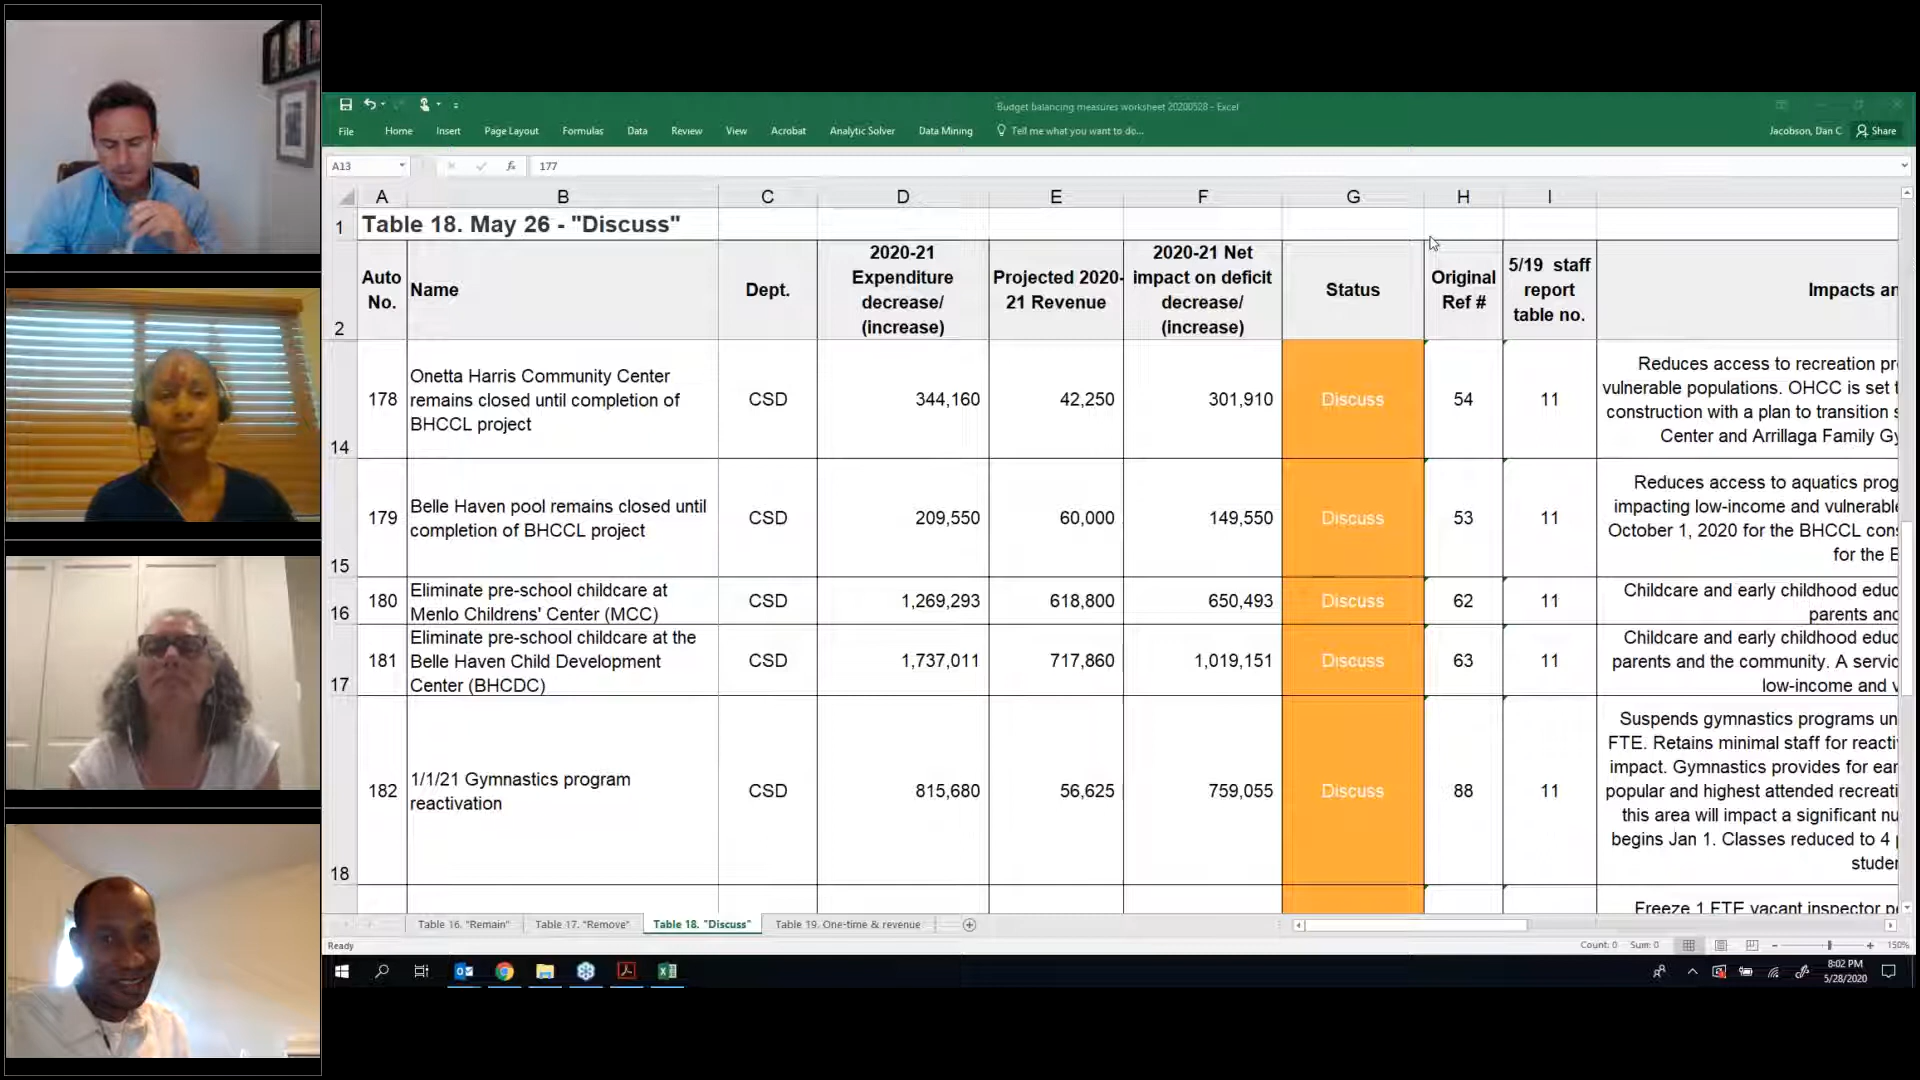 Budget balancing measures worksheet 20200528 - Excel
File Home Insert Page Layout Formulas Data Review View Acrobat Analytic Solver Data Mining Tell me what you want to do... Jacobson, Dan C Share
A13 fx 177
A B C D E F G H I
1 Table 18. May 26 - "Discuss"
2020-21
2020-21 Net
5/19 staff
Auto
Expenditure
Projected 2020-
impact on deficit
Original
report
Name
Dept.
Status
Impacts an
No.
decrease/
21 Revenue
decrease/
Ref #
table no.
2
(increase)
(increase)
Onetta Harris Community Center
Reduces access to recreation pr
178 remains closed until completion of CSD 344,160 42,250 301,910 Discuss 54 11
vulnerable populations. OHCC is set t
BHCCL project
construction with a plan to transition s
14
Center and Arrillaga Family Gy
Belle Haven pool remains closed until
Reduces access to aquatics prog
179 completion of BHCCL project CSD 209,550 60,000 149,550 Discuss 53 11
impacting low-income and vulnerable
October 1, 2020 for the BHCCL cons
15
for the E
Eliminate pre-school childcare at
Childcare and early childhood educ
16 180 Menlo Childrens' Center (MCC) CSD 1,269,293 618,800 650,493 Discuss 62 11
parents and
Eliminate pre-school childcare at the
Childcare and early childhood educ
181 Belle Haven Child Development CSD 1,737,011 717,860 1,019,151 Discuss 63 11
parents and the community. A servic
17 Center (BHCDC)
low-income and v
Suspends gymnastics programs un
FTE. Retains minimal staff for reacti
1/1/21 Gymnastics program
impact. Gymnastics provides for ear
182 reactivation CSD 815,680 56,625 759,055 Discuss 88 11
popular and highest attended recreati
this area will impact a significant nu
begins Jan 1. Classes reduced to 4 p
18
studen
Freeze 1 FTE vacant inspector po
Table 16. "Remain" Table 17. "Remove" Table 18. "Discuss" Table 19. One-time & revenue
Ready Count: 0 Sum: 0 150%
8:02 PM
5/28/2020